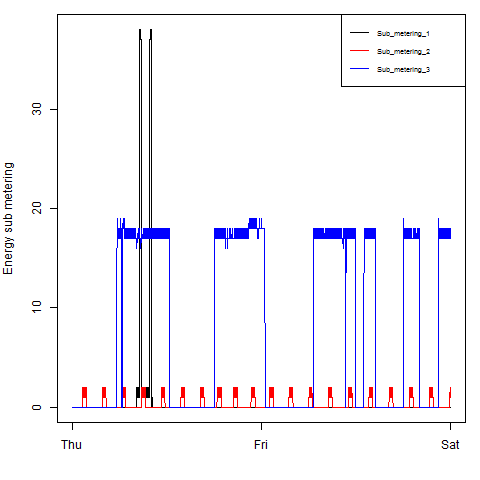 Sub_metering_1
Sub_metering_2
Sub_metering_3
Energy sub metering
30
20
10
0
Thu Fri Sat